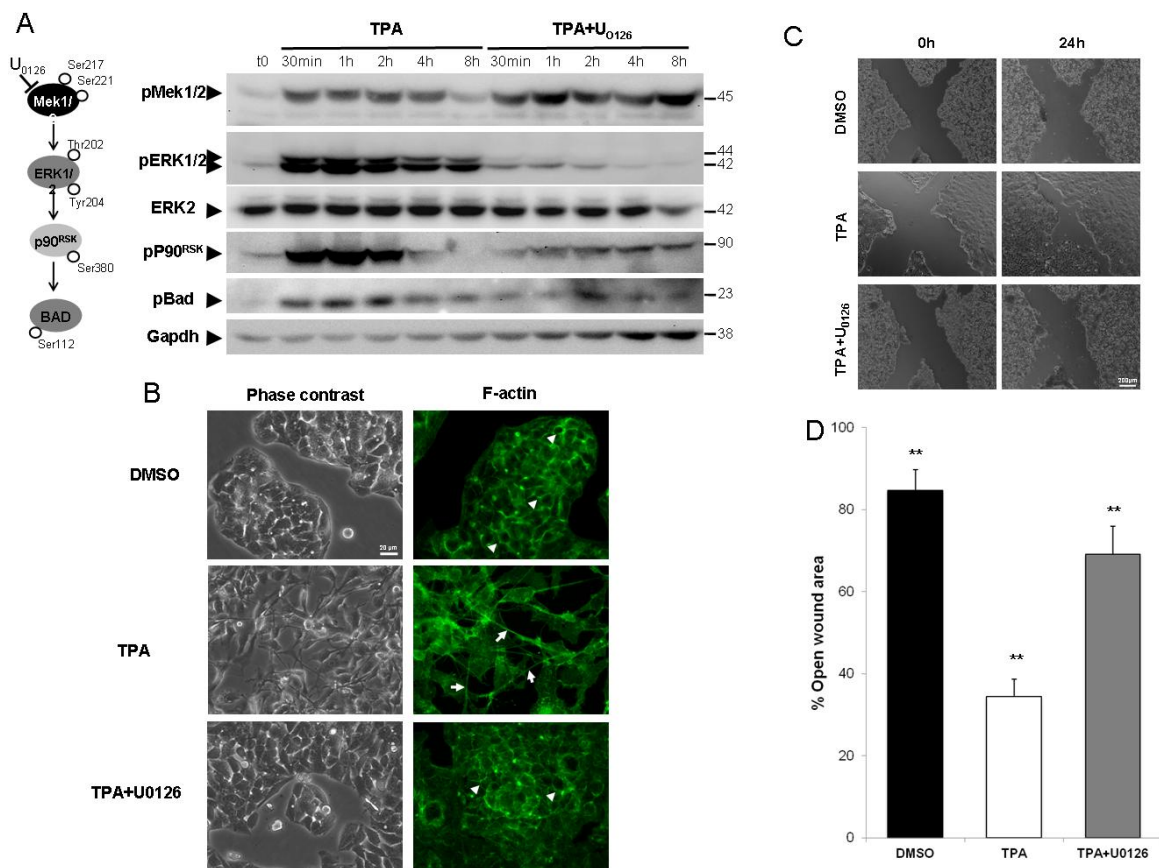 A
TPA
TPA+U0126
t0 30min 1h 2h 4h 8h 30min 1h 2h 4h 8h
U0126
Ser217
Ser221
Mek1/
ERK1/
2
Thr202
Tyr204
p90RSK
Ser380
BAD
Ser112
pMek1/2
45
pERK1/2
44
42
ERK2
42
pP90RSK
90
pBad
23
Gapdh
38
B
Phase contrast
F-actin
DMSO
20 µm
TPA
TPA+U0126
C
0h
24h
DMSO
TPA
TPA+U0126
200µm
D
% Open wound area
100
80
60
40
20
0
**
**
**
DMSO
TPA
TPA+U0126